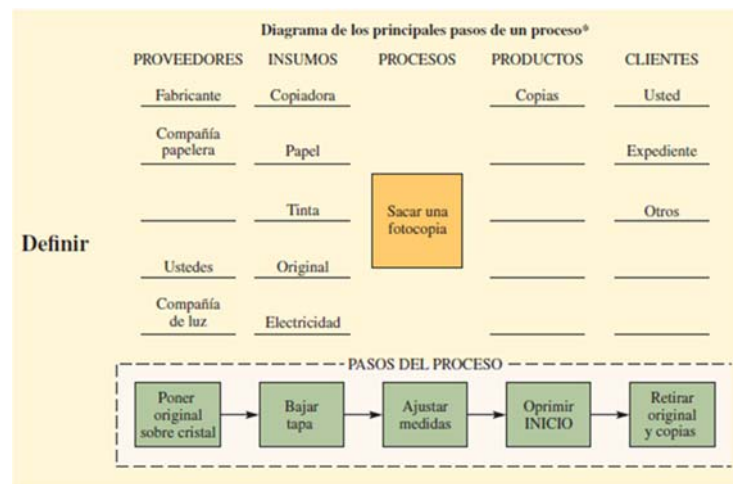 Diagrama de los principales pasos de un proceso*
PROVEEDORES INSUMOS PROCESOS PRODUCTOS CLIENTES
Fabricante Copiadora Copias Usted
Compañía
papelera Papel Expediente
Tinta Sacar una
fotocopia Otros
Definir
Ustedes Original
Compañía
de luz Electricidad
PASOS DEL PROCESO
Poner
original
sobre cristal
Bajar
tapa
Ajustar
medidas
Oprimir
INICIO
Retirar
original
y copias